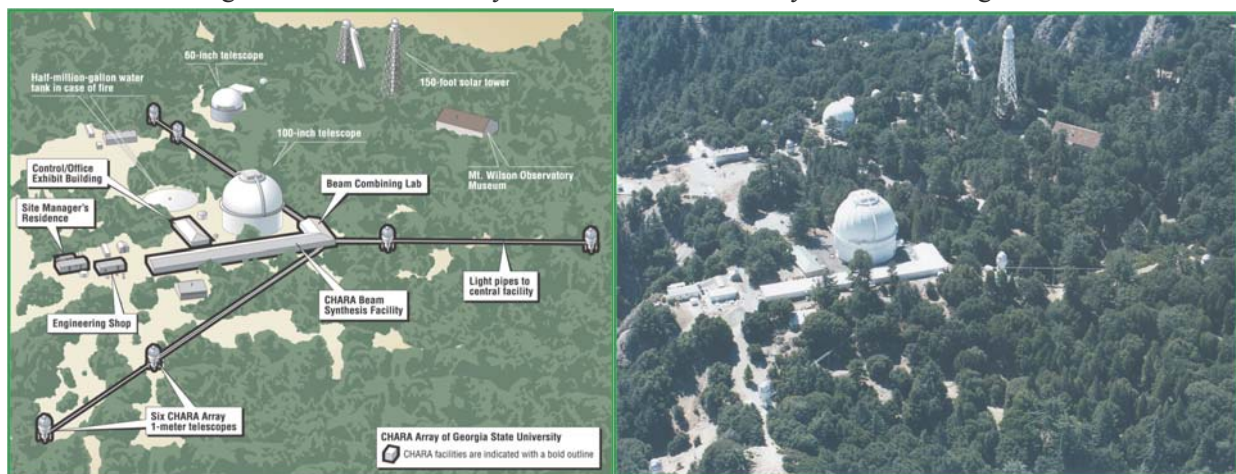 60-inch telescope
Half-million-gallon water
tank in case of fire
150-foot solar tower
100-inch telescope
Control/Office
Exhibit Building
Beam Combining Lab
Mt. Wilson Observatory
Museum
Site Manager's
Residence
Light pipes to
central facility
CHARA Beam
Synthesis Facility
Engineering Shop
Six CHARA Array
1-meter telescopes
CHARA Array of Georgia State University
CHARA facilities are indicated with a bold outline